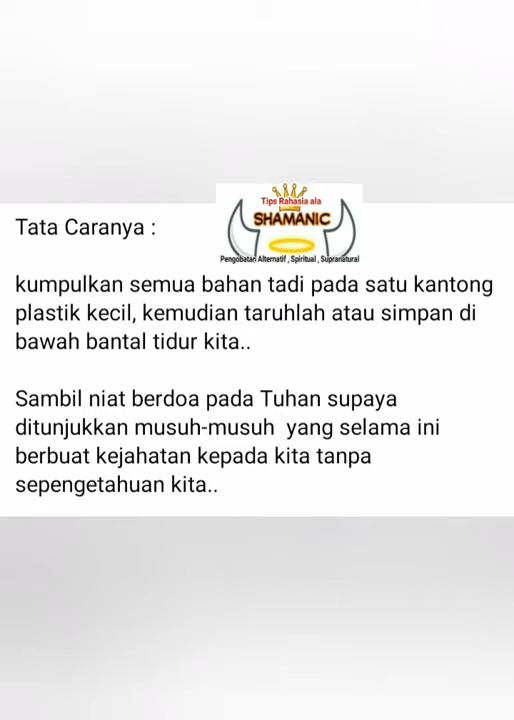 Tips Rahasia ala
SHAMANIC
Pengobatan Alternatif , Spiritual , Supranatural
Tata Caranya :
kumpulkan semua bahan tadi pada satu kantong
plastik kecil, kemudian taruhlah atau simpan di
bawah bantal tidur kita..
Sambil niat berdoa pada Tuhan supaya
ditunjukkan musuh-musuh yang selama ini
berbuat kejahatan kepada kita tanpa
sepengetahuan kita..